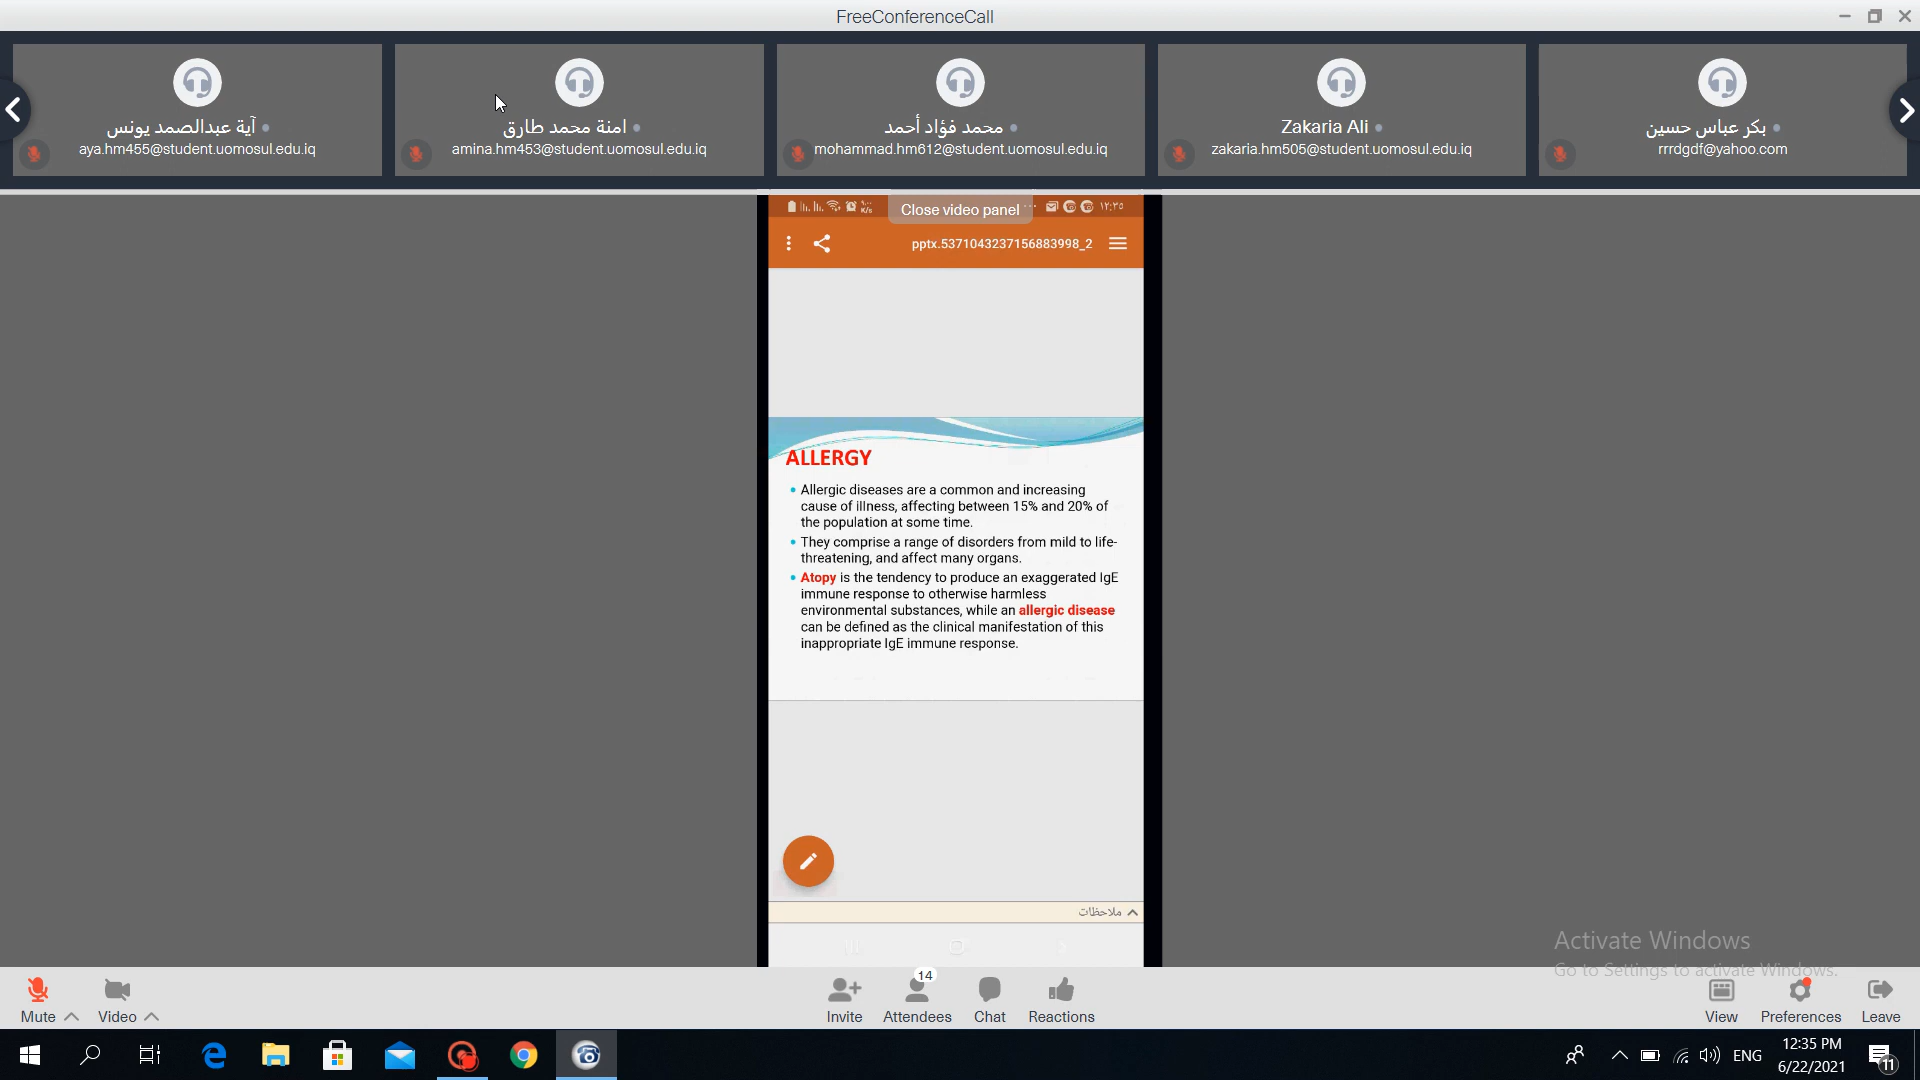 FreeConferenceCall
آية عبدالصمد يونس
aya.hm455@student.uomosul.edu.iq
امنة محمد طارق
amina.hm453@student.uomosul.edu.iq
محمد فؤاد أحمد
mohammad.hm612@student.uomosul.edu.iq
Zakaria Ali
zakaria.hm505@student.uomosul.edu.iq
بكر عباس حسين
rrrdgdf@yahoo.com
K/s
Close video panel
١٢:٣٥
pptx.5371043237156883998_2
ALLERGY
• Allergic diseases are a common and increasing
cause of illness, affecting between 15% and 20% of
the population at some time.
• They comprise a range of disorders from mild to life-
threatening, and affect many organs.
• Atopy is the tendency to produce an exaggerated IgE
immune response to otherwise harmless
environmental substances, while an allergic disease
can be defined as the clinical manifestation of this
inappropriate IgE immune response.
ملاحظات
Activate Windows
Go to Settings to activate Windows.
Mute
Video
Invite
14
Attendees
Chat
Reactions
View
Preferences
Leave
ENG
12:35 PM
6/22/2021
11